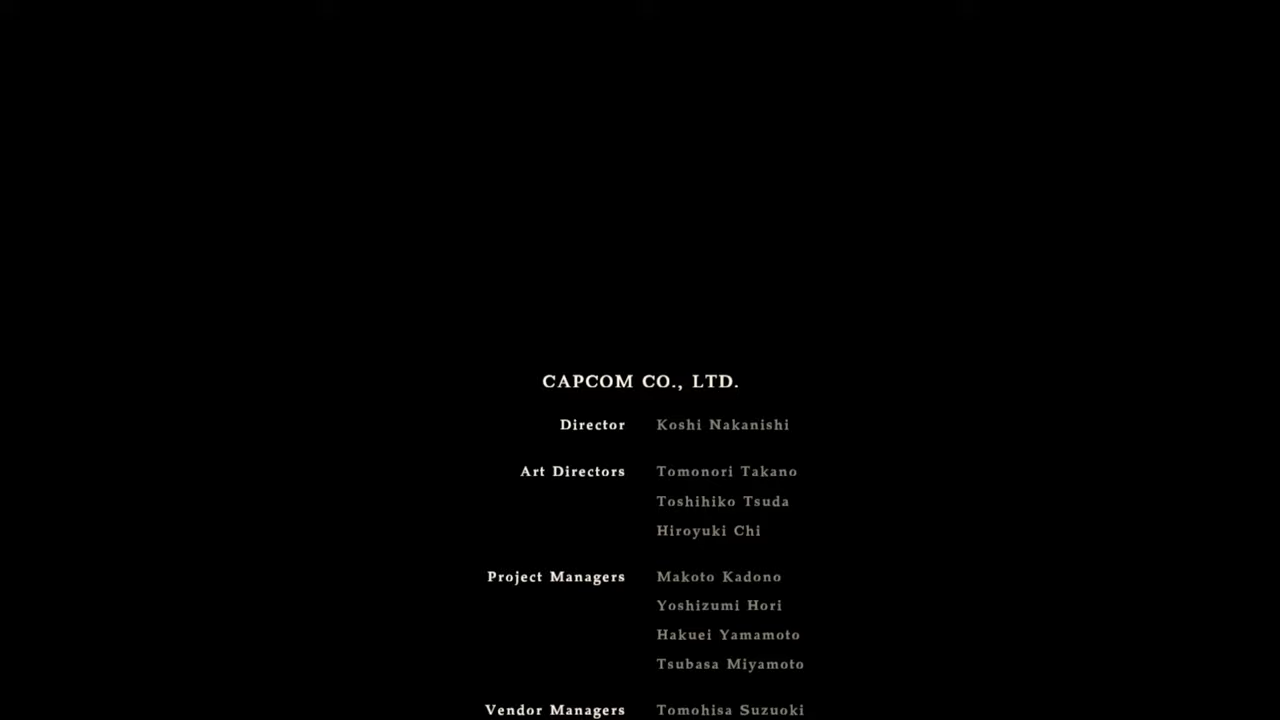 CAPCOM CO., LTD.
Director Koshi Nakanishi
Art Directors Tomonori Takano
Toshihiko Tsuda
Hiroyuki Chi
Project Managers Makoto Kadono
Yoshizumi Hori
Hakuei Yamamoto
Tsubasa Miyamoto
Vendor Managers Tomohisa Suzuoki